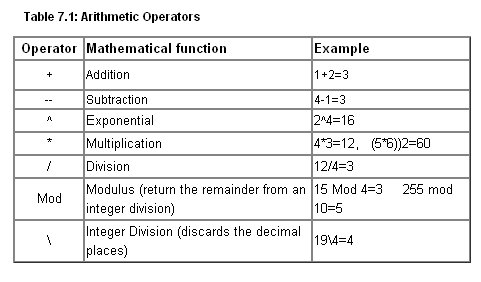 Table 7.1: Arithmetic Operators
Operator Mathematical function Example
+ Addition 1+2=3
-- Subtraction 4-1=3
^ Exponential 2^4=16
* Multiplication 4*3=12, (5*6))2=60
/ Division 12/4=3
Mod Modulus (return the remainder from an integer division) 15 Mod 4=3 255 mod 10=5
\ Integer Division (discards the decimal places) 19\4=4